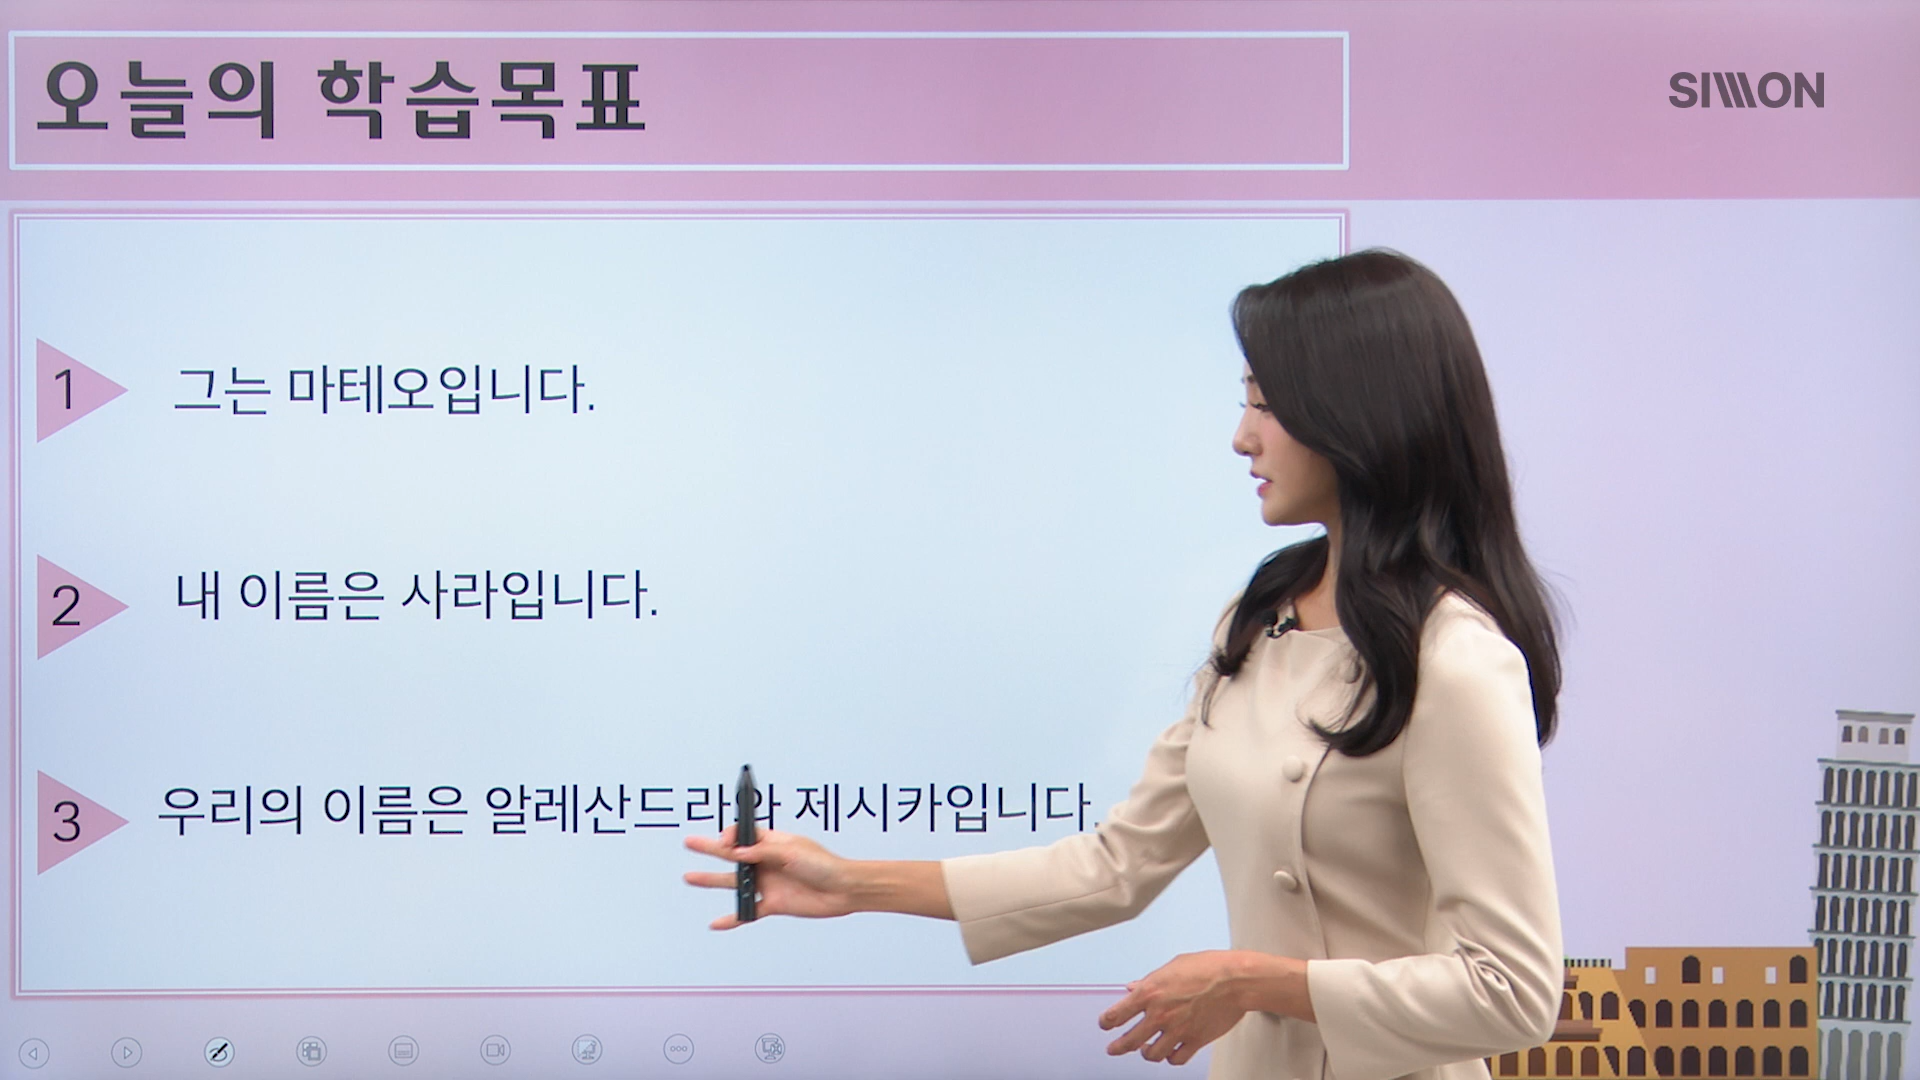 오늘의 학습목표
SIWON
1 그는 마테오입니다.
2 내 이름은 사라입니다.
3 우리의 이름은 알레산드라와 제시카입니다.